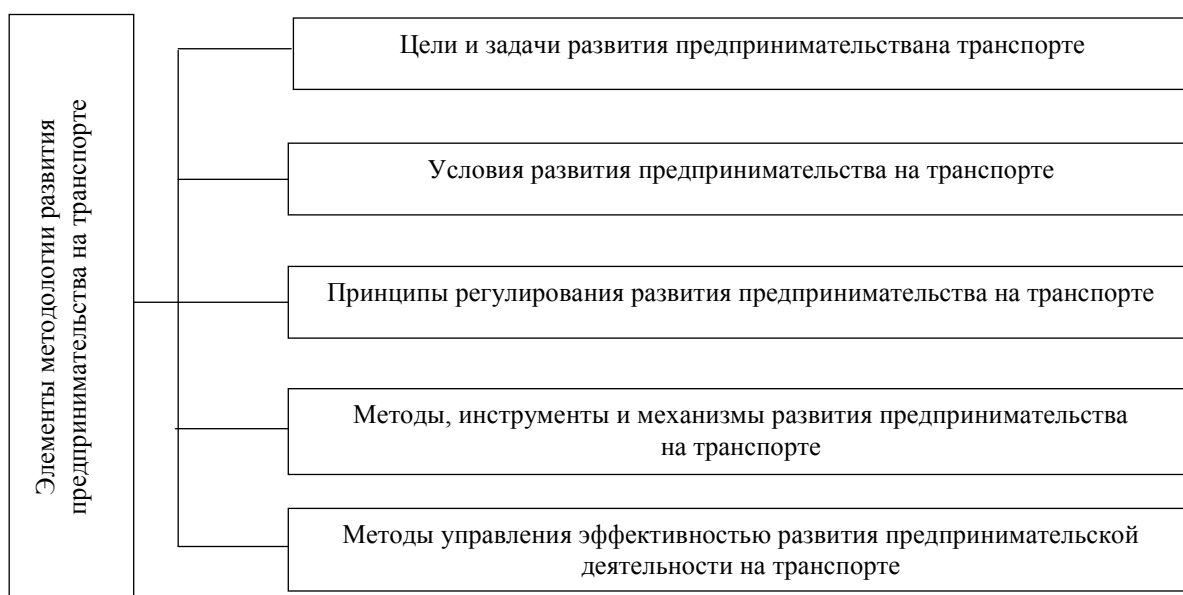 Элементы методологии развития
предпринимательства на транспорте
Цели и задачи развития предпринимательствана транспорте
Условия развития предпринимательства на транспорте
Принципы регулирования развития предпринимательства на транспорте
Методы, инструменты и механизмы развития предпринимательства
на транспорте
Методы управления эффективностью развития предпринимательской
деятельности на транспорте